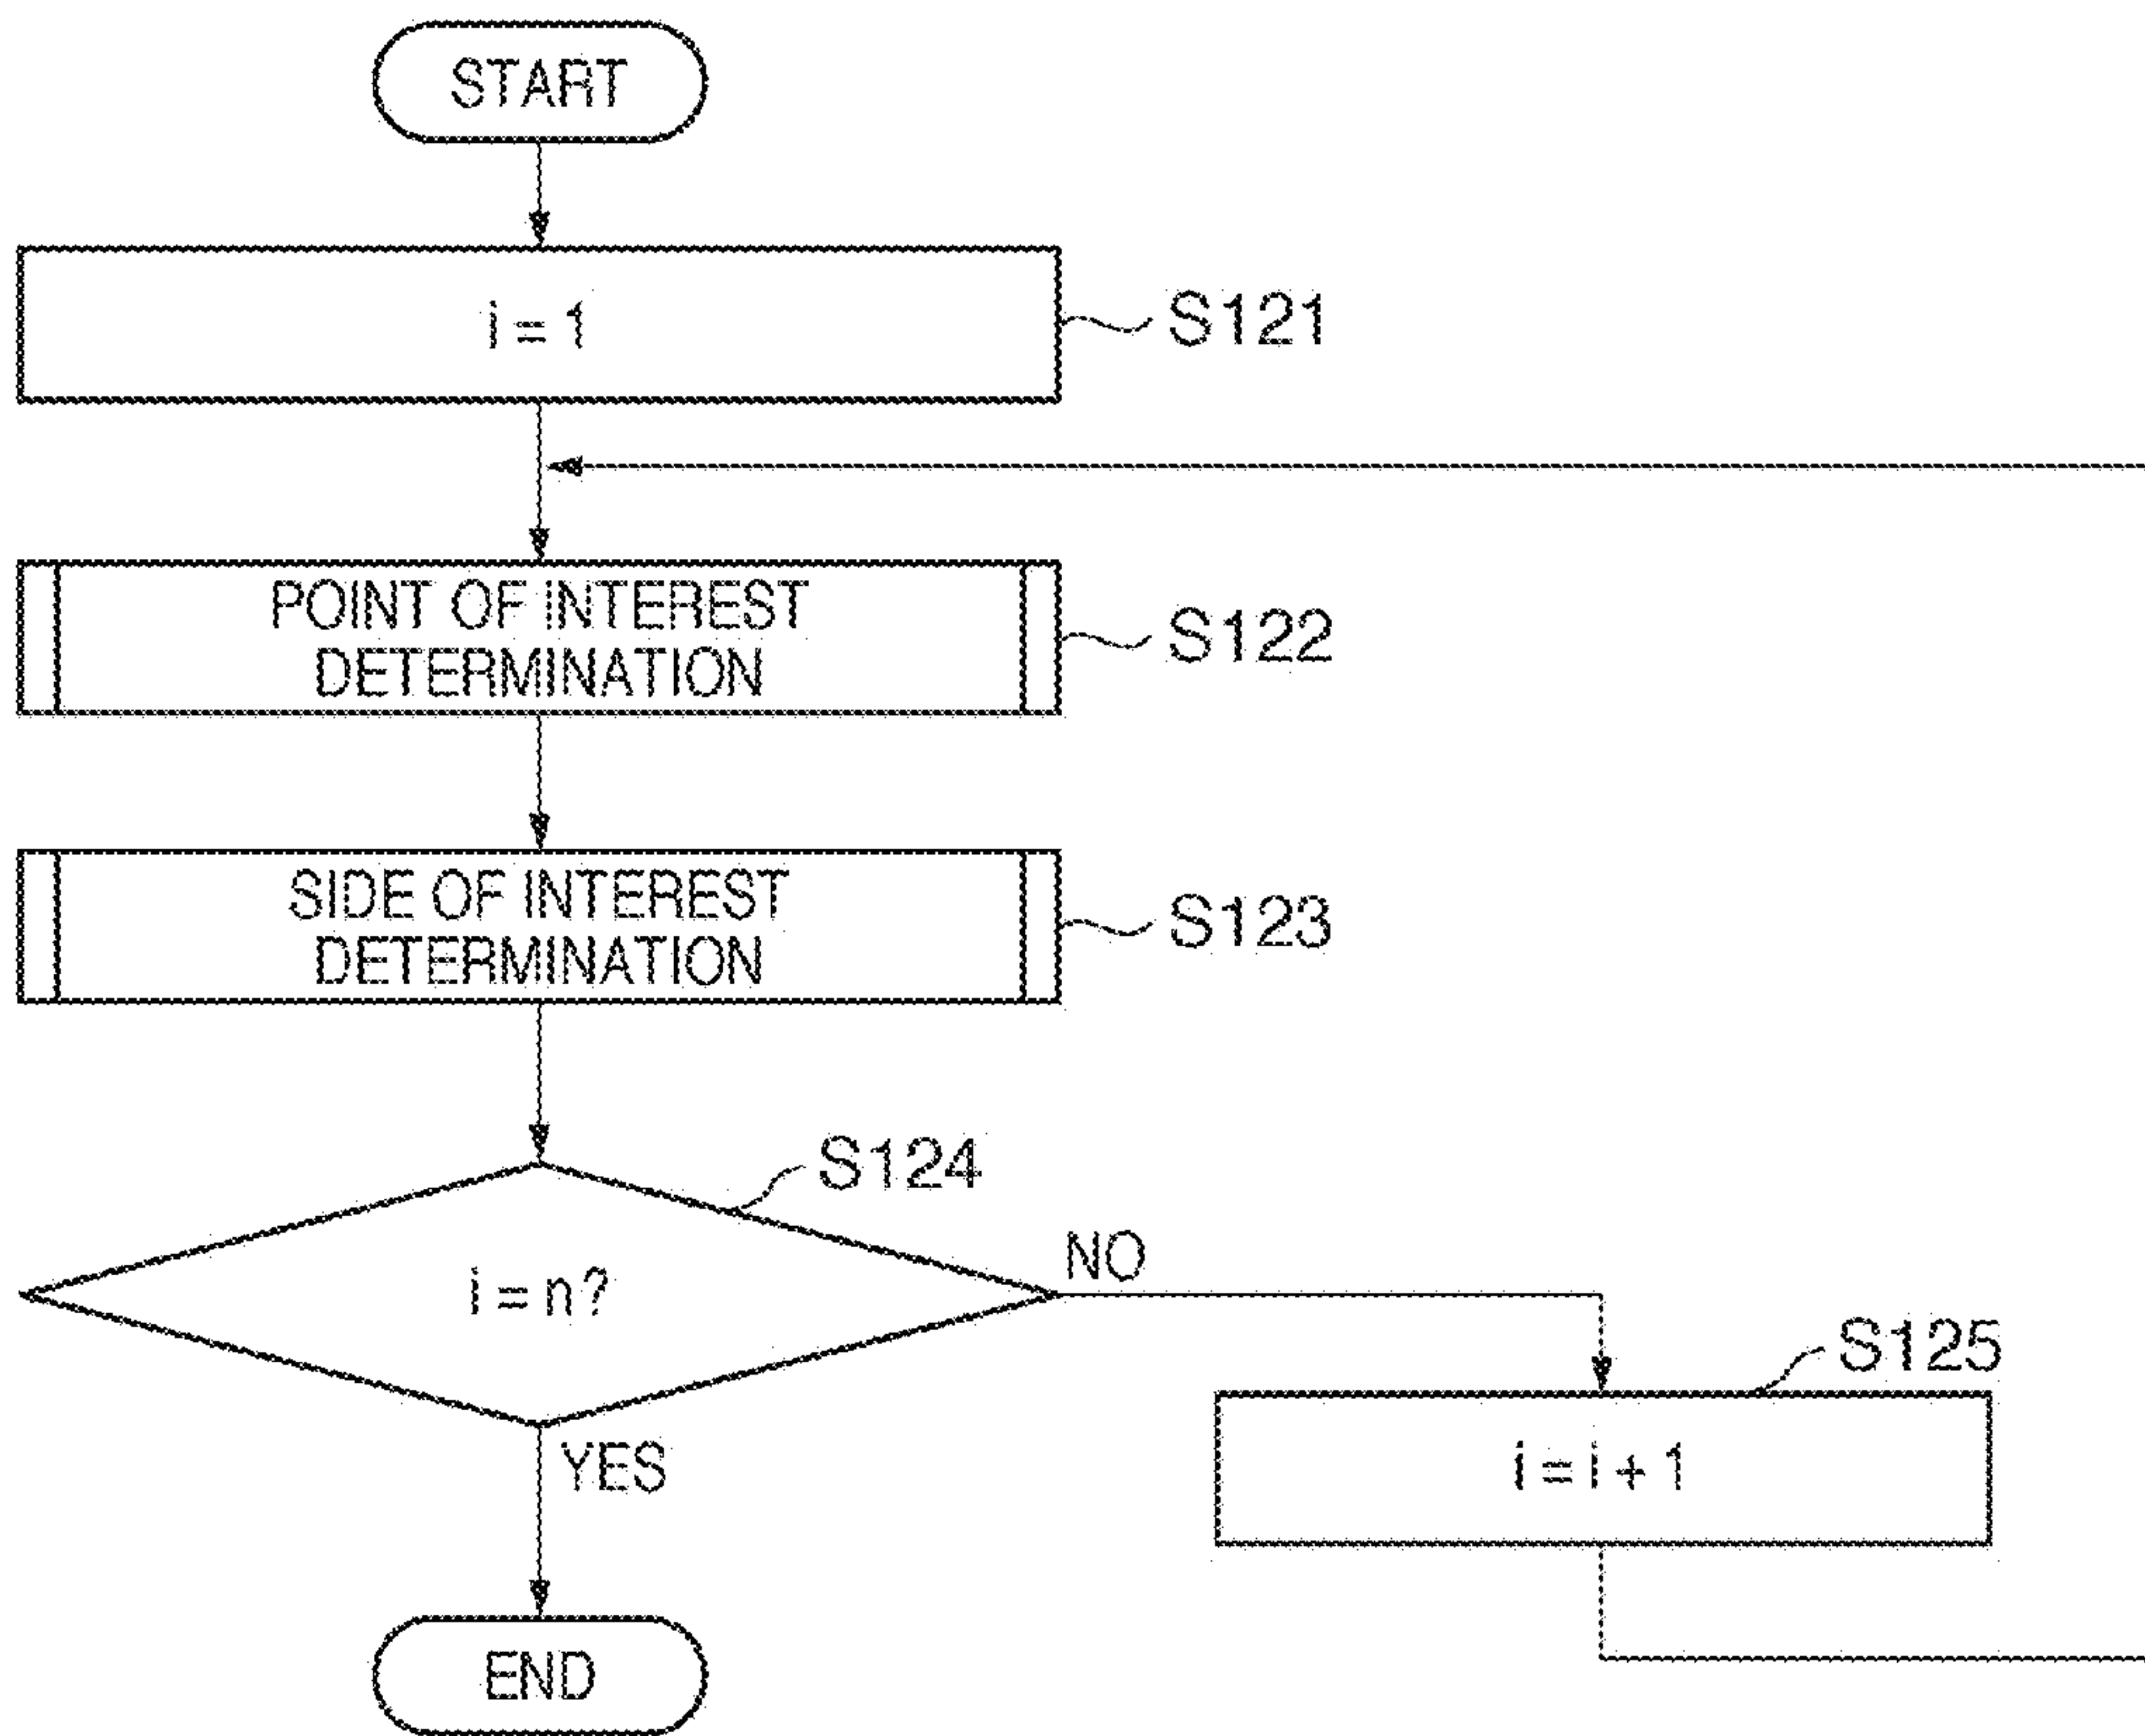 START
i = 1
S121
POINT OF INTEREST
DETERMINATION
S122
SIDE OF INTEREST
DETERMINATION
S123
S124
i = n?
NO
YES
S125
i = i + 1
END